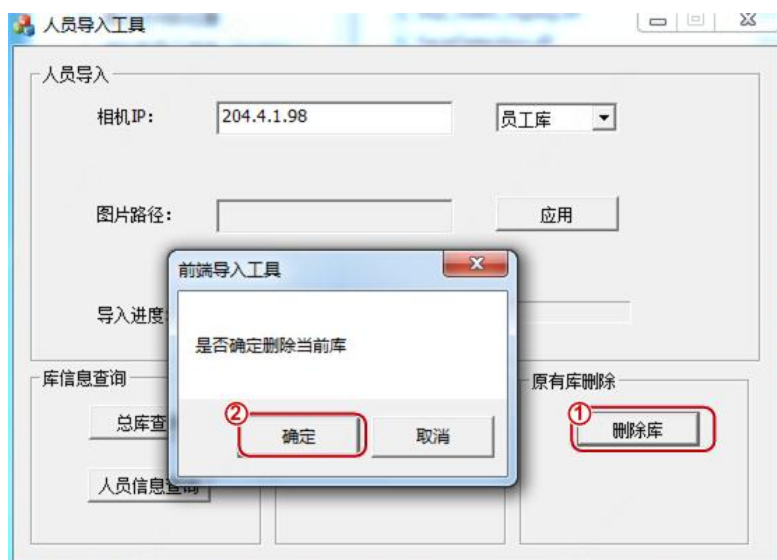 人员导入工具
人员导入
相机IP: 204.4.1.98 员工库
图片路径: 应用
前端导入工具
导入进度
是否确定删除当前库
库信息查询 原有库删除
总库查 ② 确定 取消 ① 删除库
人员信息查询